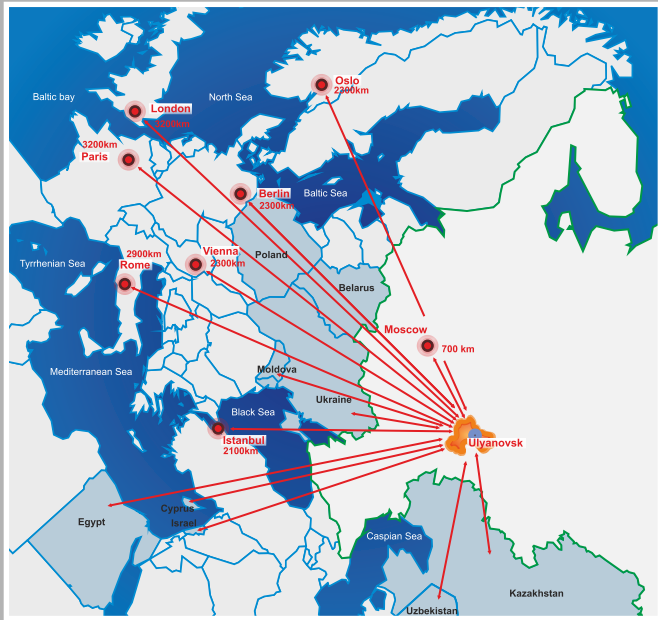 Oslo
2200km
Baltic bay
North Sea
London
3200km
3200km
Paris
Berlin
2300km
Baltic Sea
Tyrrhenian Sea
2900km
Rome
Vienna
Poland
Belarus
Moscow
700 km
Mediterranean Sea
Moldova
Ukraine
Black Sea
Istanbul
2100km
Ulyanovsk
Egypt
Cyprus
Israel
Caspian Sea
Kazakhstan
Uzbekistan